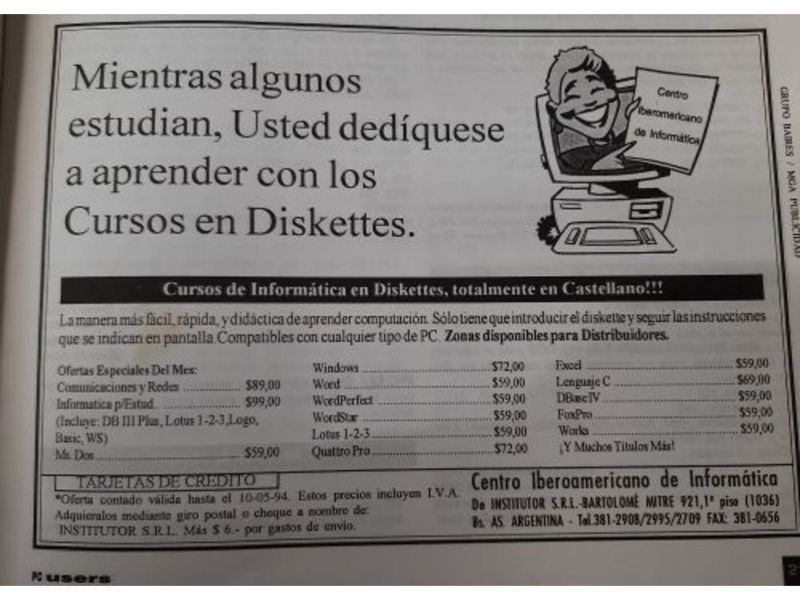 Mientras algunos
estudian, Usted dedíquese
a aprender con los
Cursos en Diskettes.
Centro
Iberoamericano
de Informática
GRUPO BAIRES / MGA PUBLICIDAD
Cursos de Informática en Diskettes, totalmente en Castellano!!!
La manera más fácil, rápida, y didáctica de aprender computación. Sólo tiene que introducir el diskette y seguir las instrucciones
que se indican en pantalla. Compatibles con cualquier tipo de PC. Zonas disponibles para Distribuidores.
Ofertas Especiales Del Mes:
Comunicaciones y Redes ............... $89,00
Informatica p/Estud. .................... $99,00
(Incluye: DB III Plus, Lotus 1-2-3, Logo,
Basic, WS)
Ms. Dos ............................... $59,00
Windows ............................... $72,00
Word ............................... $59,00
WordPerfect ............................... $59,00
WordStar ............................... $59,00
Lotus 1-2-3 ............................... $59,00
Quattro Pro ............................... $72,00
Excel ............................... $59,00
Lenguaje C ............................... $69,00
DBase IV ............................... $59,00
FoxPro ............................... $59,00
Works ............................... $59,00
¡Y Muchos Títulos Más!
TARJETAS DE CREDITO
*Oferta contado válida hasta el 10-05-94. Estos precios incluyen I.V.A.
Adquieralos mediante giro postal o cheque a nombre de:
INSTITUTOR S.R.L. Más $ 6.- por gastos de envio.
Centro Iberoamericano de Informática
De INSTITUTOR S.R.L.-BARTOLOMÉ MITRE 921,1º piso (1036)
Bs. AS. ARGENTINA - Tel.381-2908/2995/2709 FAX: 381-0656
PC users